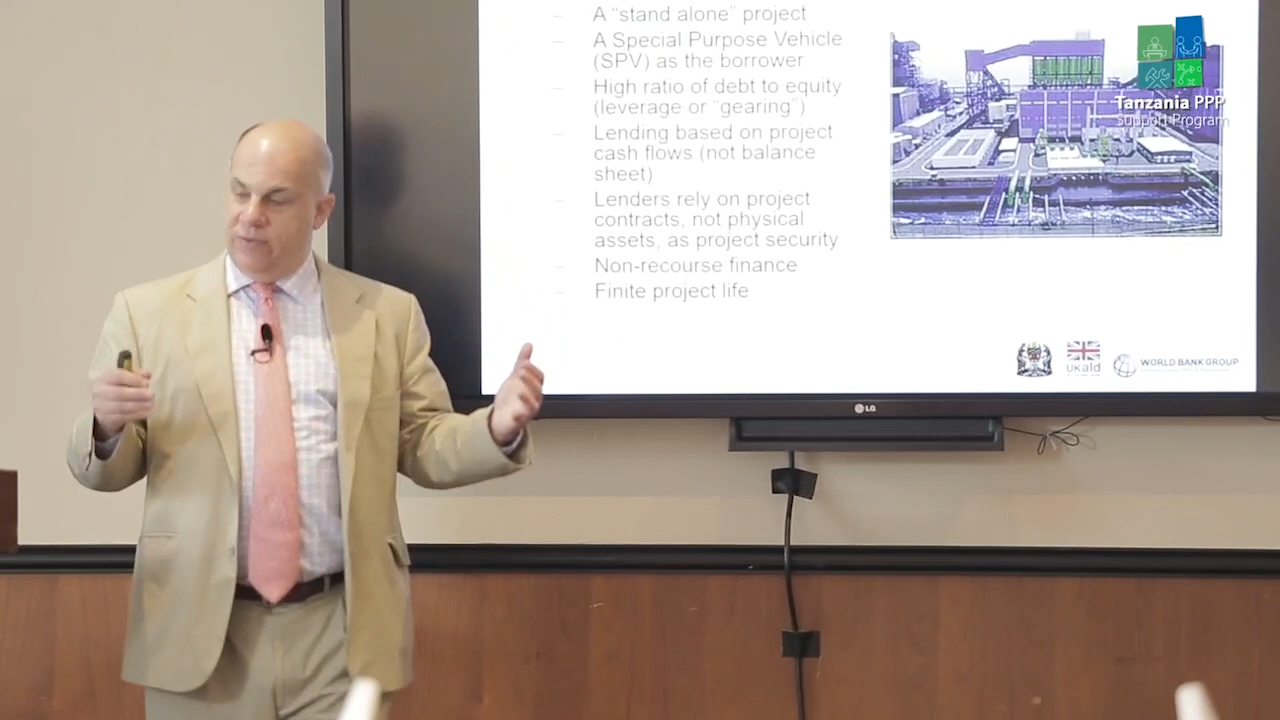 – A “stand alone” project
– A Special Purpose Vehicle
(SPV) as the borrower
– High ratio of debt to equity
(leverage or “gearing”)
– Lending based on project
cash flows (not balance
sheet)
– Lenders rely on project
contracts, not physical
assets, as project security
– Non-recourse finance
– Finite project life
Tanzania PPP
Support Program
ukaid
WORLD BANK GROUP
LG